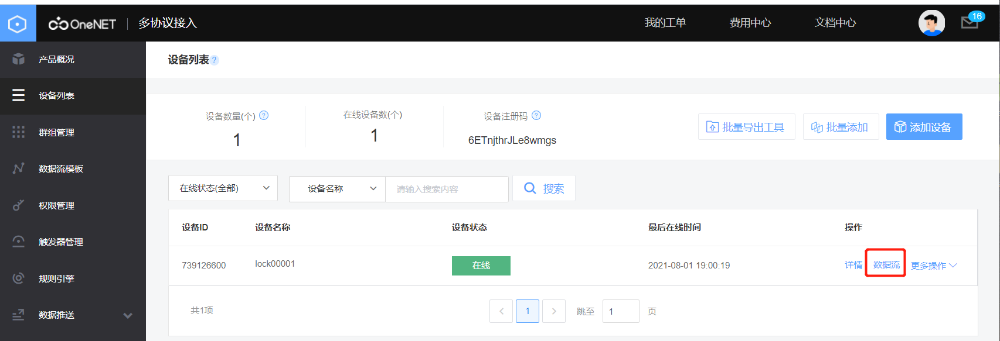 OneNET 多协议接入 我的工单 费用中心 文档中心 16
产品概况
设备列表
群组管理
数据流模板
权限管理
触发器管理
规则引擎
数据推送
设备列表 ?
设备数量(个) ? 在线设备数(个) 设备注册码 ?
1 1 6ETnjthrJLe8wmgs
批量导出工具 批量添加 添加设备
在线状态(全部) 设备名称 请输入搜索内容 搜索
设备ID 设备名称 设备状态 最后在线时间 操作
739126600 lock00001 在线 2021-08-01 19:00:19 详情 数据流 更多操作
共1项 < 1 > 跳至 1 页